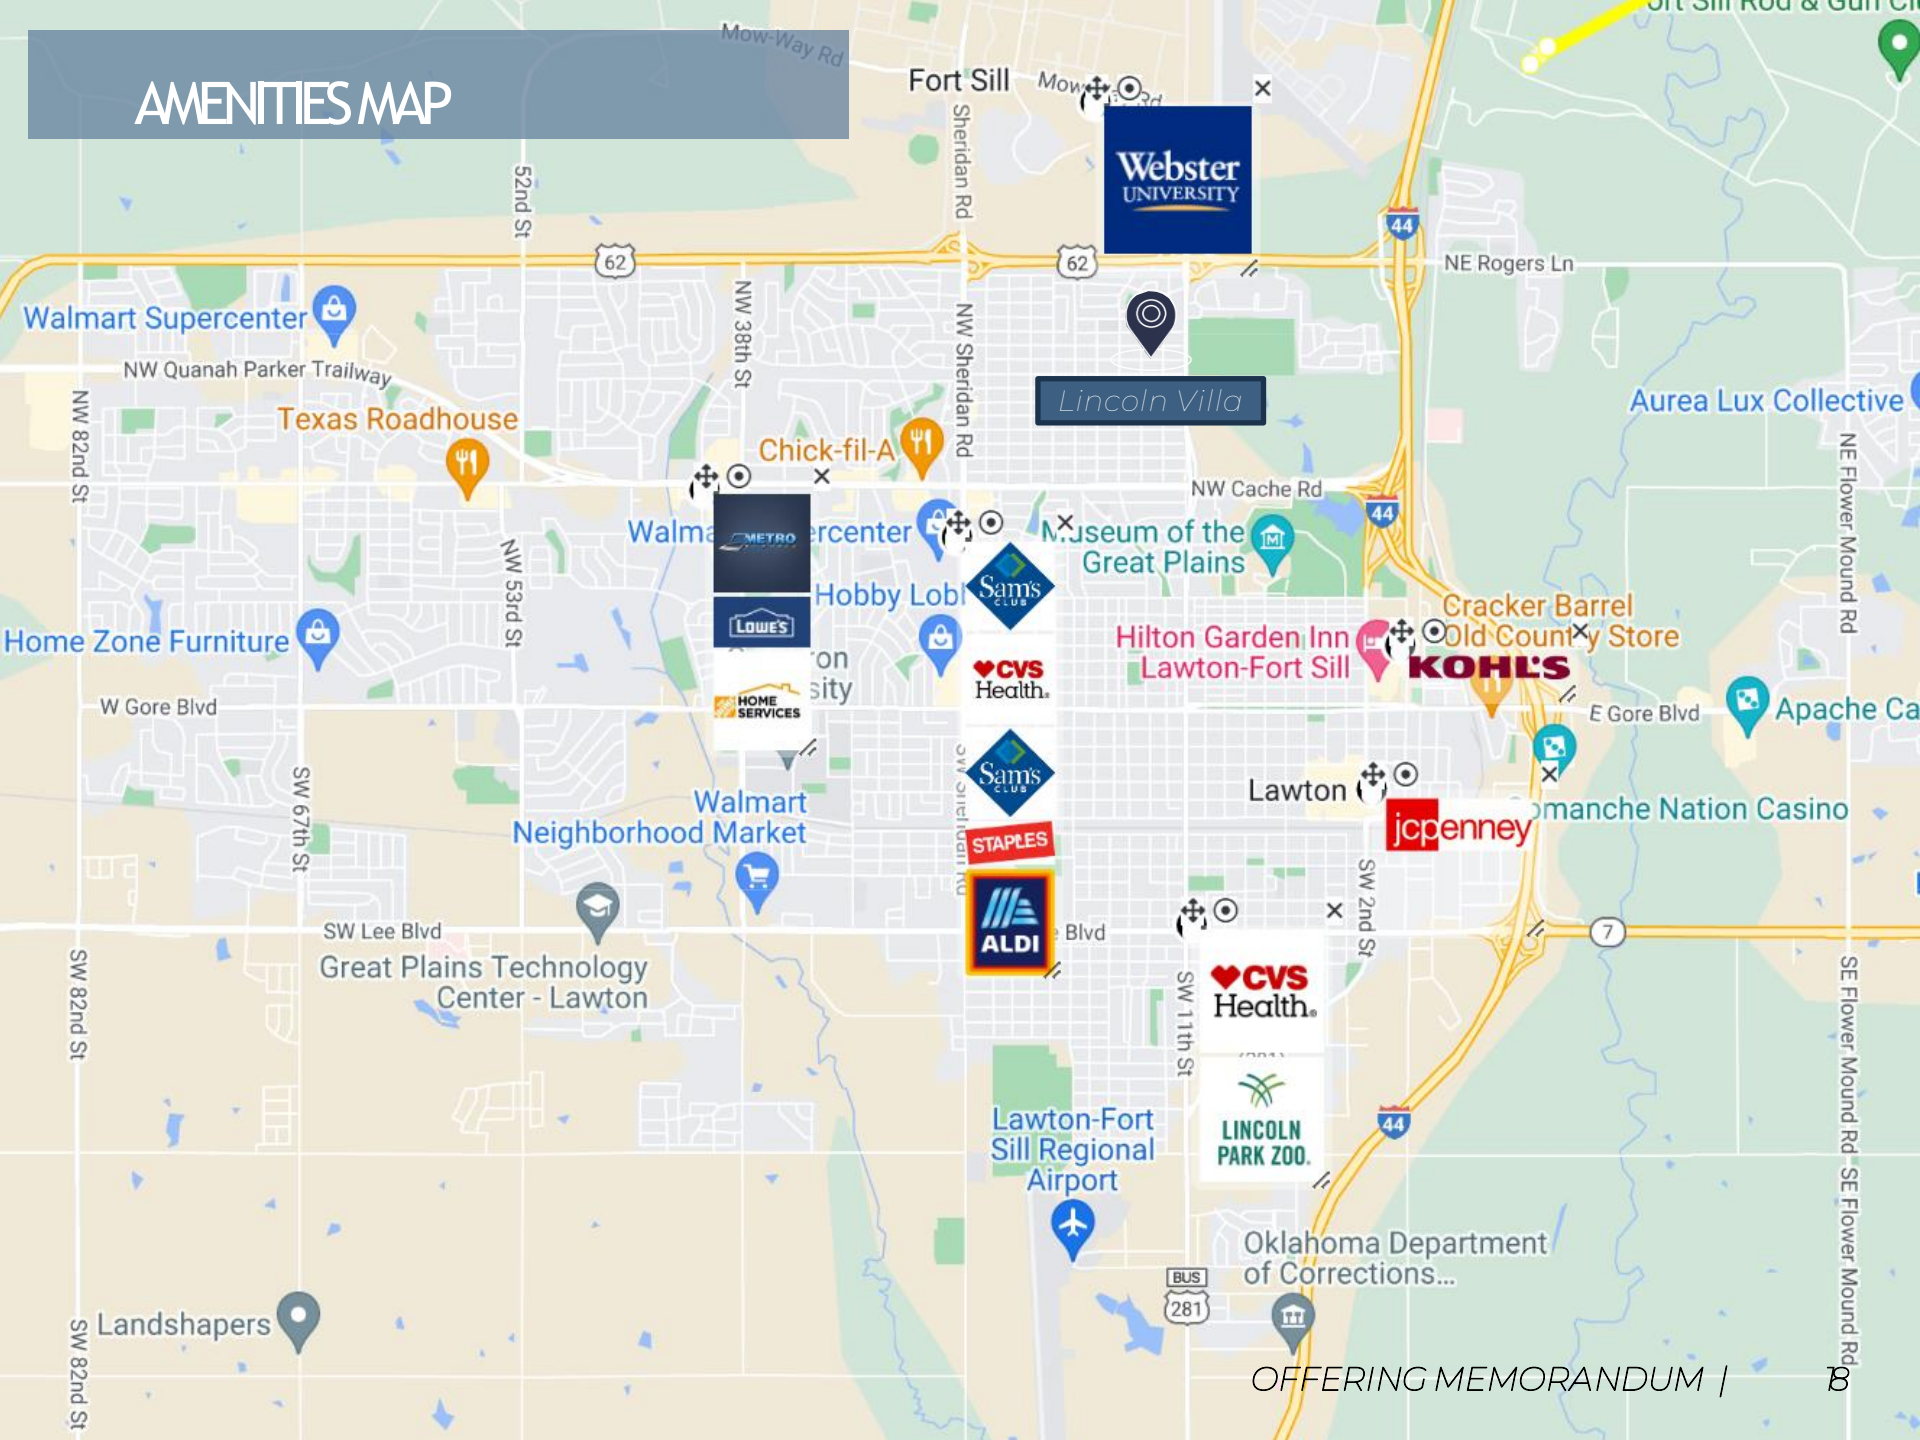 AMENITIES MAP
Mow-Way Rd
Fort Sill
Sheridan Rd
52nd St
Webster
UNIVERSITY
44
62
62
NE Rogers Ln
Walmart Supercenter
NW Quanah Parker Trailway
NW 38th St
NW Sheridan Rd
Lincoln Villa
NW 82nd St
Texas Roadhouse
Chick-fil-A
Aurea Lux Collective
NE Flower Mound Rd
NW Cache Rd
44
METRO
Museum of the
Great Plains
NW 53rd St
Hobby Lobl
Sam's
CLUB
LOWE'S
Home Zone Furniture
Cracker Barrel
Old Country Store
Hilton Garden Inn
Lawton-Fort Sill
KOHL'S
CVS
Health.
HOME
SERVICES
W Gore Blvd
E Gore Blvd
Apache Ca
Sam's
CLUB
SW 67th St
Walmart
Neighborhood Market
Lawton
jcpenney
omanche Nation Casino
STAPLES
SW 2nd St
ALDI
SW Lee Blvd
Blvd
7
Great Plains Technology
Center - Lawton
SW 82nd St
SW 11th St
CVS
Health.
SE Flower Mound Rd
LINCOLN
PARK ZOO.
Lawton-Fort
Sill Regional
Airport
44
SE Flower Mound Rd
Oklahoma Department
of Corrections...
BUS
281
Landshapers
SW 82nd St
OFFERING MEMORANDUM |
18